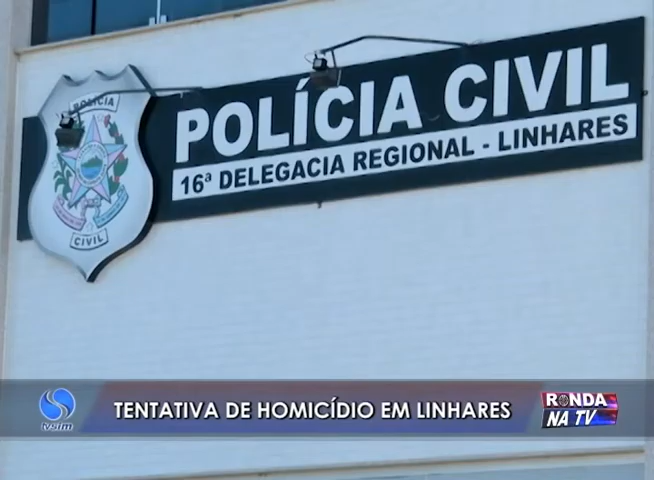 POLÍCIA
CIVIL
POLÍCIA CIVIL
16ª DELEGACIA REGIONAL - LINHARES
TENTATIVA DE HOMICÍDIO EM LINHARES
tvsim
RONDA
NA TV